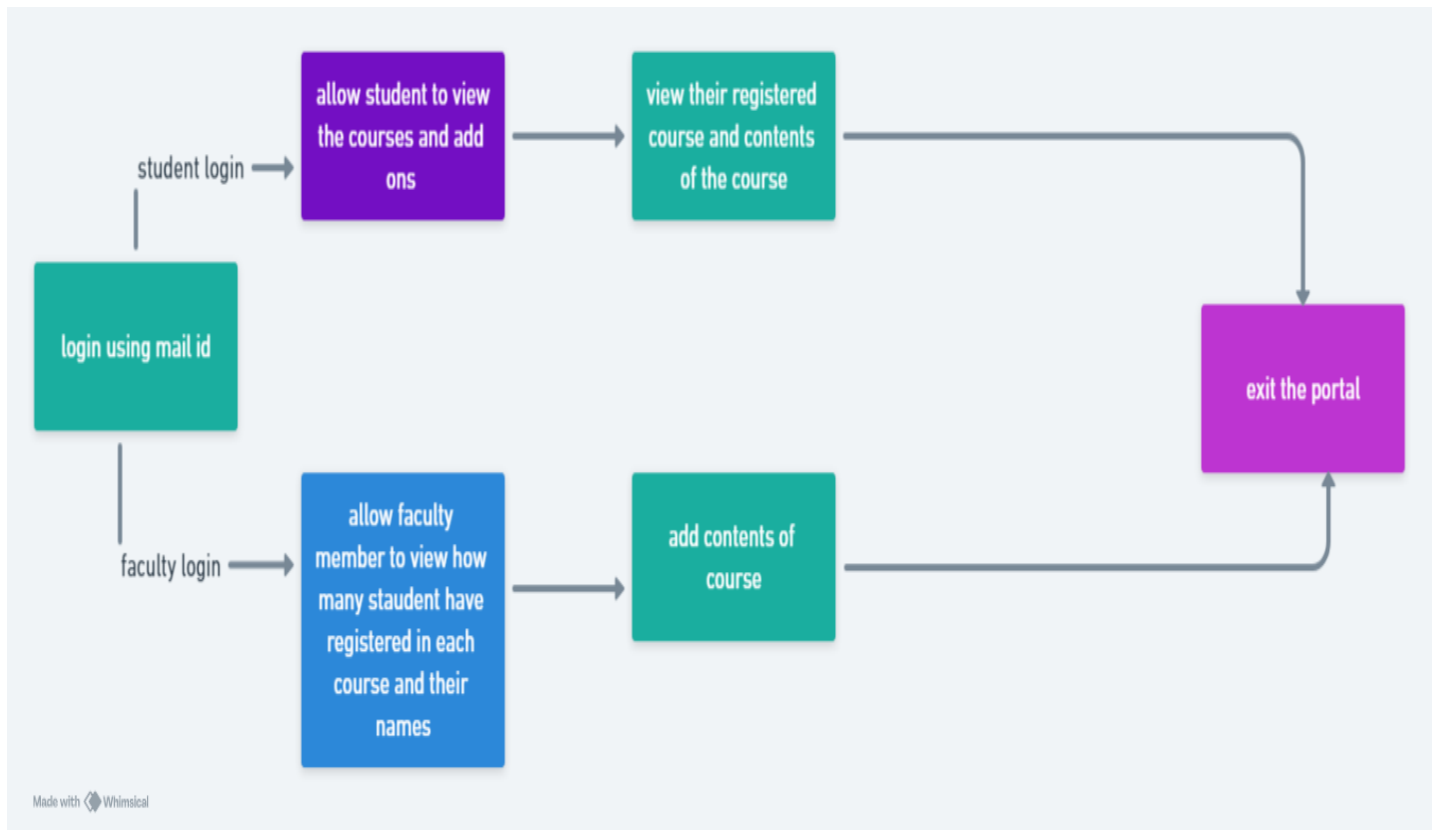 allow student to view
the courses and add
ons
view their registered
course and contents
of the course
student login
login using mail id
exit the portal
faculty login
allow faculty
member to view how
many staudent have
registered in each
course and their
names
add contents of
course
Made with Whimsical